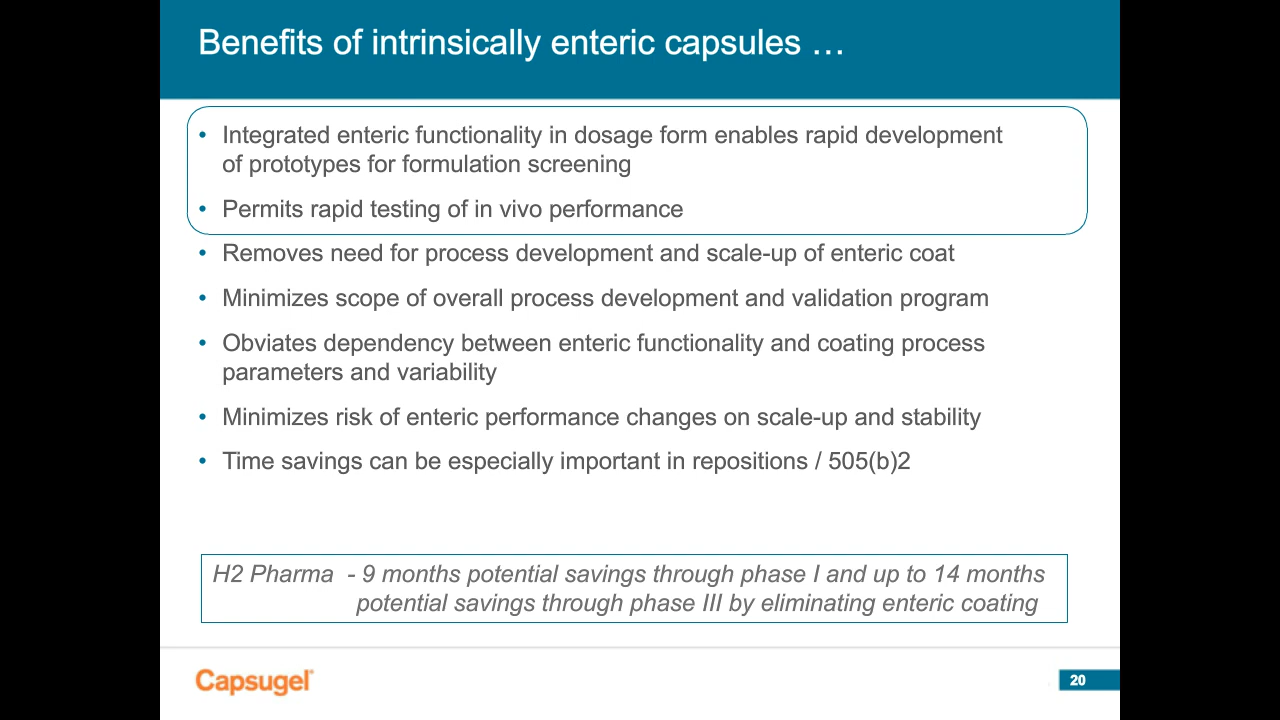 Benefits of intrinsically enteric capsules …
• Integrated enteric functionality in dosage form enables rapid development
of prototypes for formulation screening
• Permits rapid testing of in vivo performance
• Removes need for process development and scale-up of enteric coat
• Minimizes scope of overall process development and validation program
• Obviates dependency between enteric functionality and coating process
parameters and variability
• Minimizes risk of enteric performance changes on scale-up and stability
• Time savings can be especially important in repositions / 505(b)2
H2 Pharma - 9 months potential savings through phase I and up to 14 months
potential savings through phase III by eliminating enteric coating
Capsugel®
20